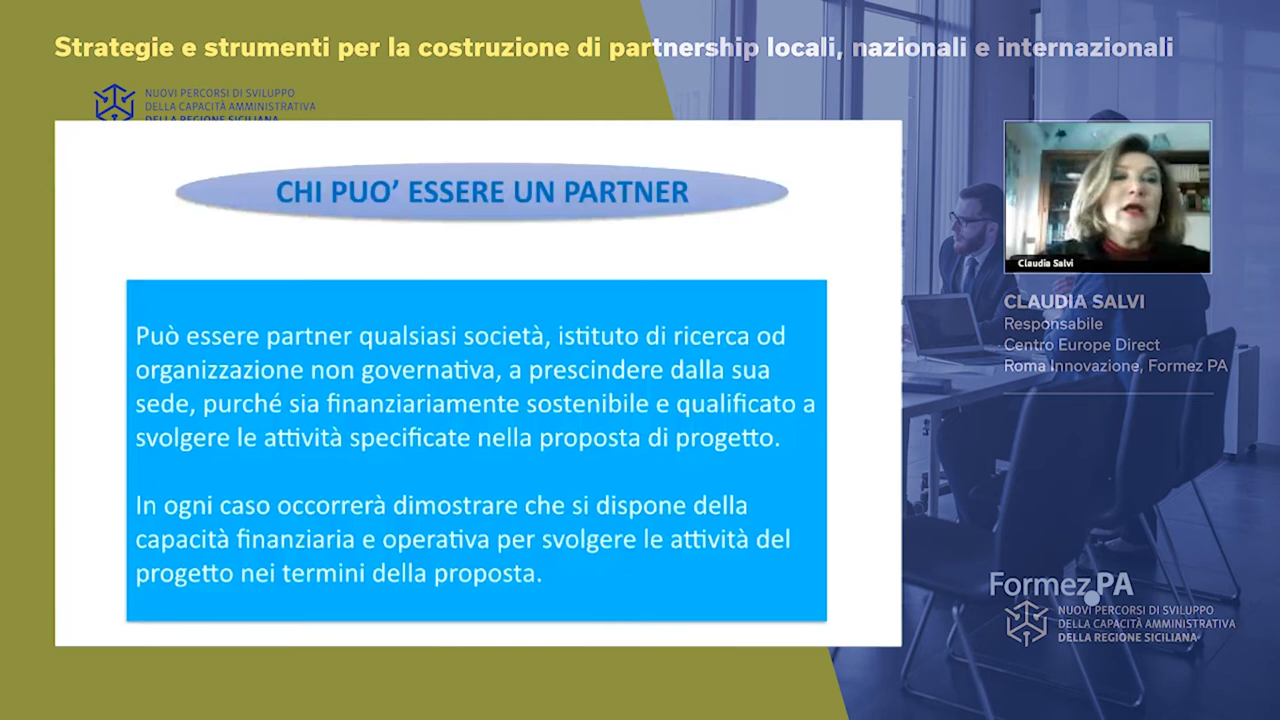 Strategie e strumenti per la costruzione di partnership locali, nazionali e internazionali
NUOVI PERCORSI DI SVILUPPO
DELLA CAPACITÀ AMMINISTRATIVA
DELLA REGIONE SICILIANA
CHI PUO’ ESSERE UN PARTNER
Può essere partner qualsiasi società, istituto di ricerca od
organizzazione non governativa, a prescindere dalla sua
sede, purché sia finanziariamente sostenibile e qualificato a
svolgere le attività specificate nella proposta di progetto.
In ogni caso occorrerà dimostrare che si dispone della
capacità finanziaria e operativa per svolgere le attività del
progetto nei termini della proposta.
Claudia Salvi
CLAUDIA SALVI
Responsabile
Centro Europe Direct
Roma Innovazione, Formez PA
Formez PA
NUOVI PERCORSI DI SVILUPPO
DELLA CAPACITÀ AMMINISTRATIVA
DELLA REGIONE SICILIANA